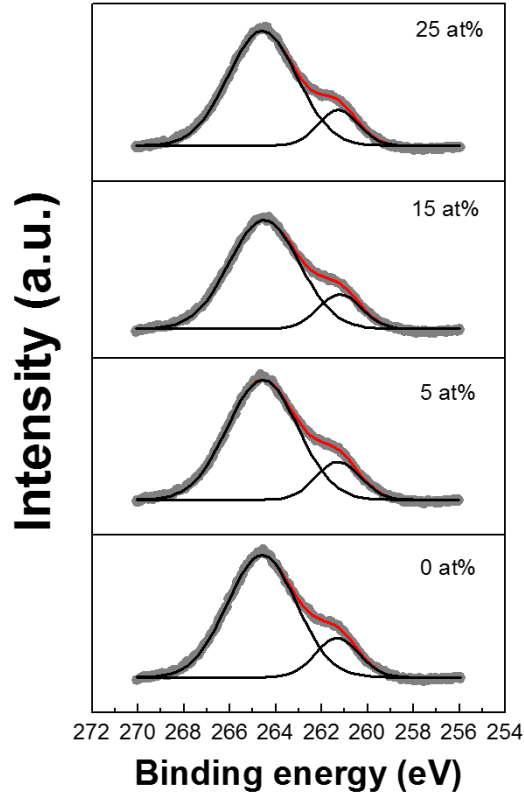 25 at%
15 at%
5 at%
0 at%
Intensity (a.u.)
272 270 268 266 264 262 260 258 256 254
Binding energy (eV)